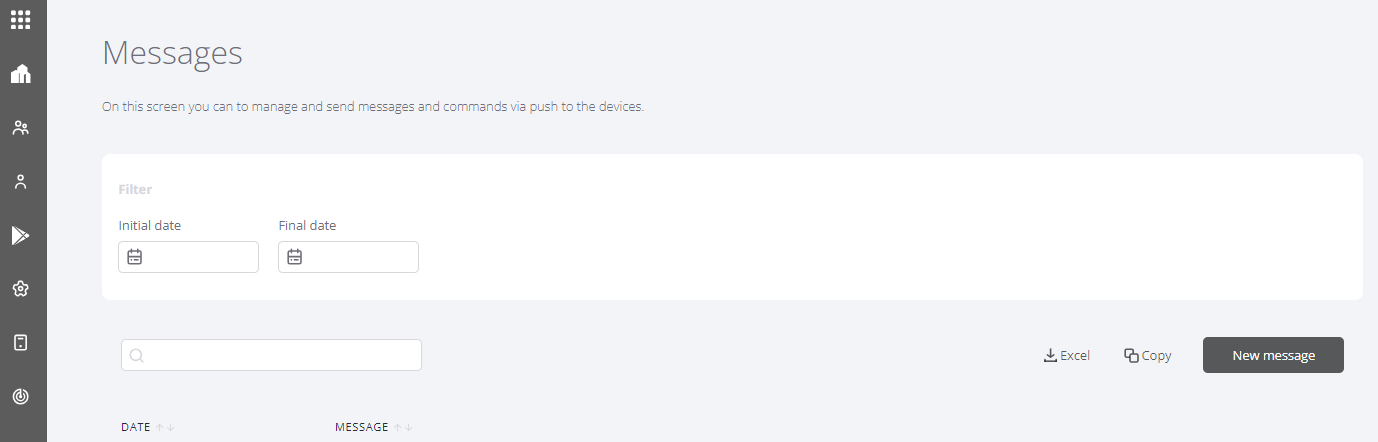 Messages
On this screen you can to manage and send messages and commands via push to the devices.
Filter
Initial date Final date
Excel Copy New message
DATE MESSAGE